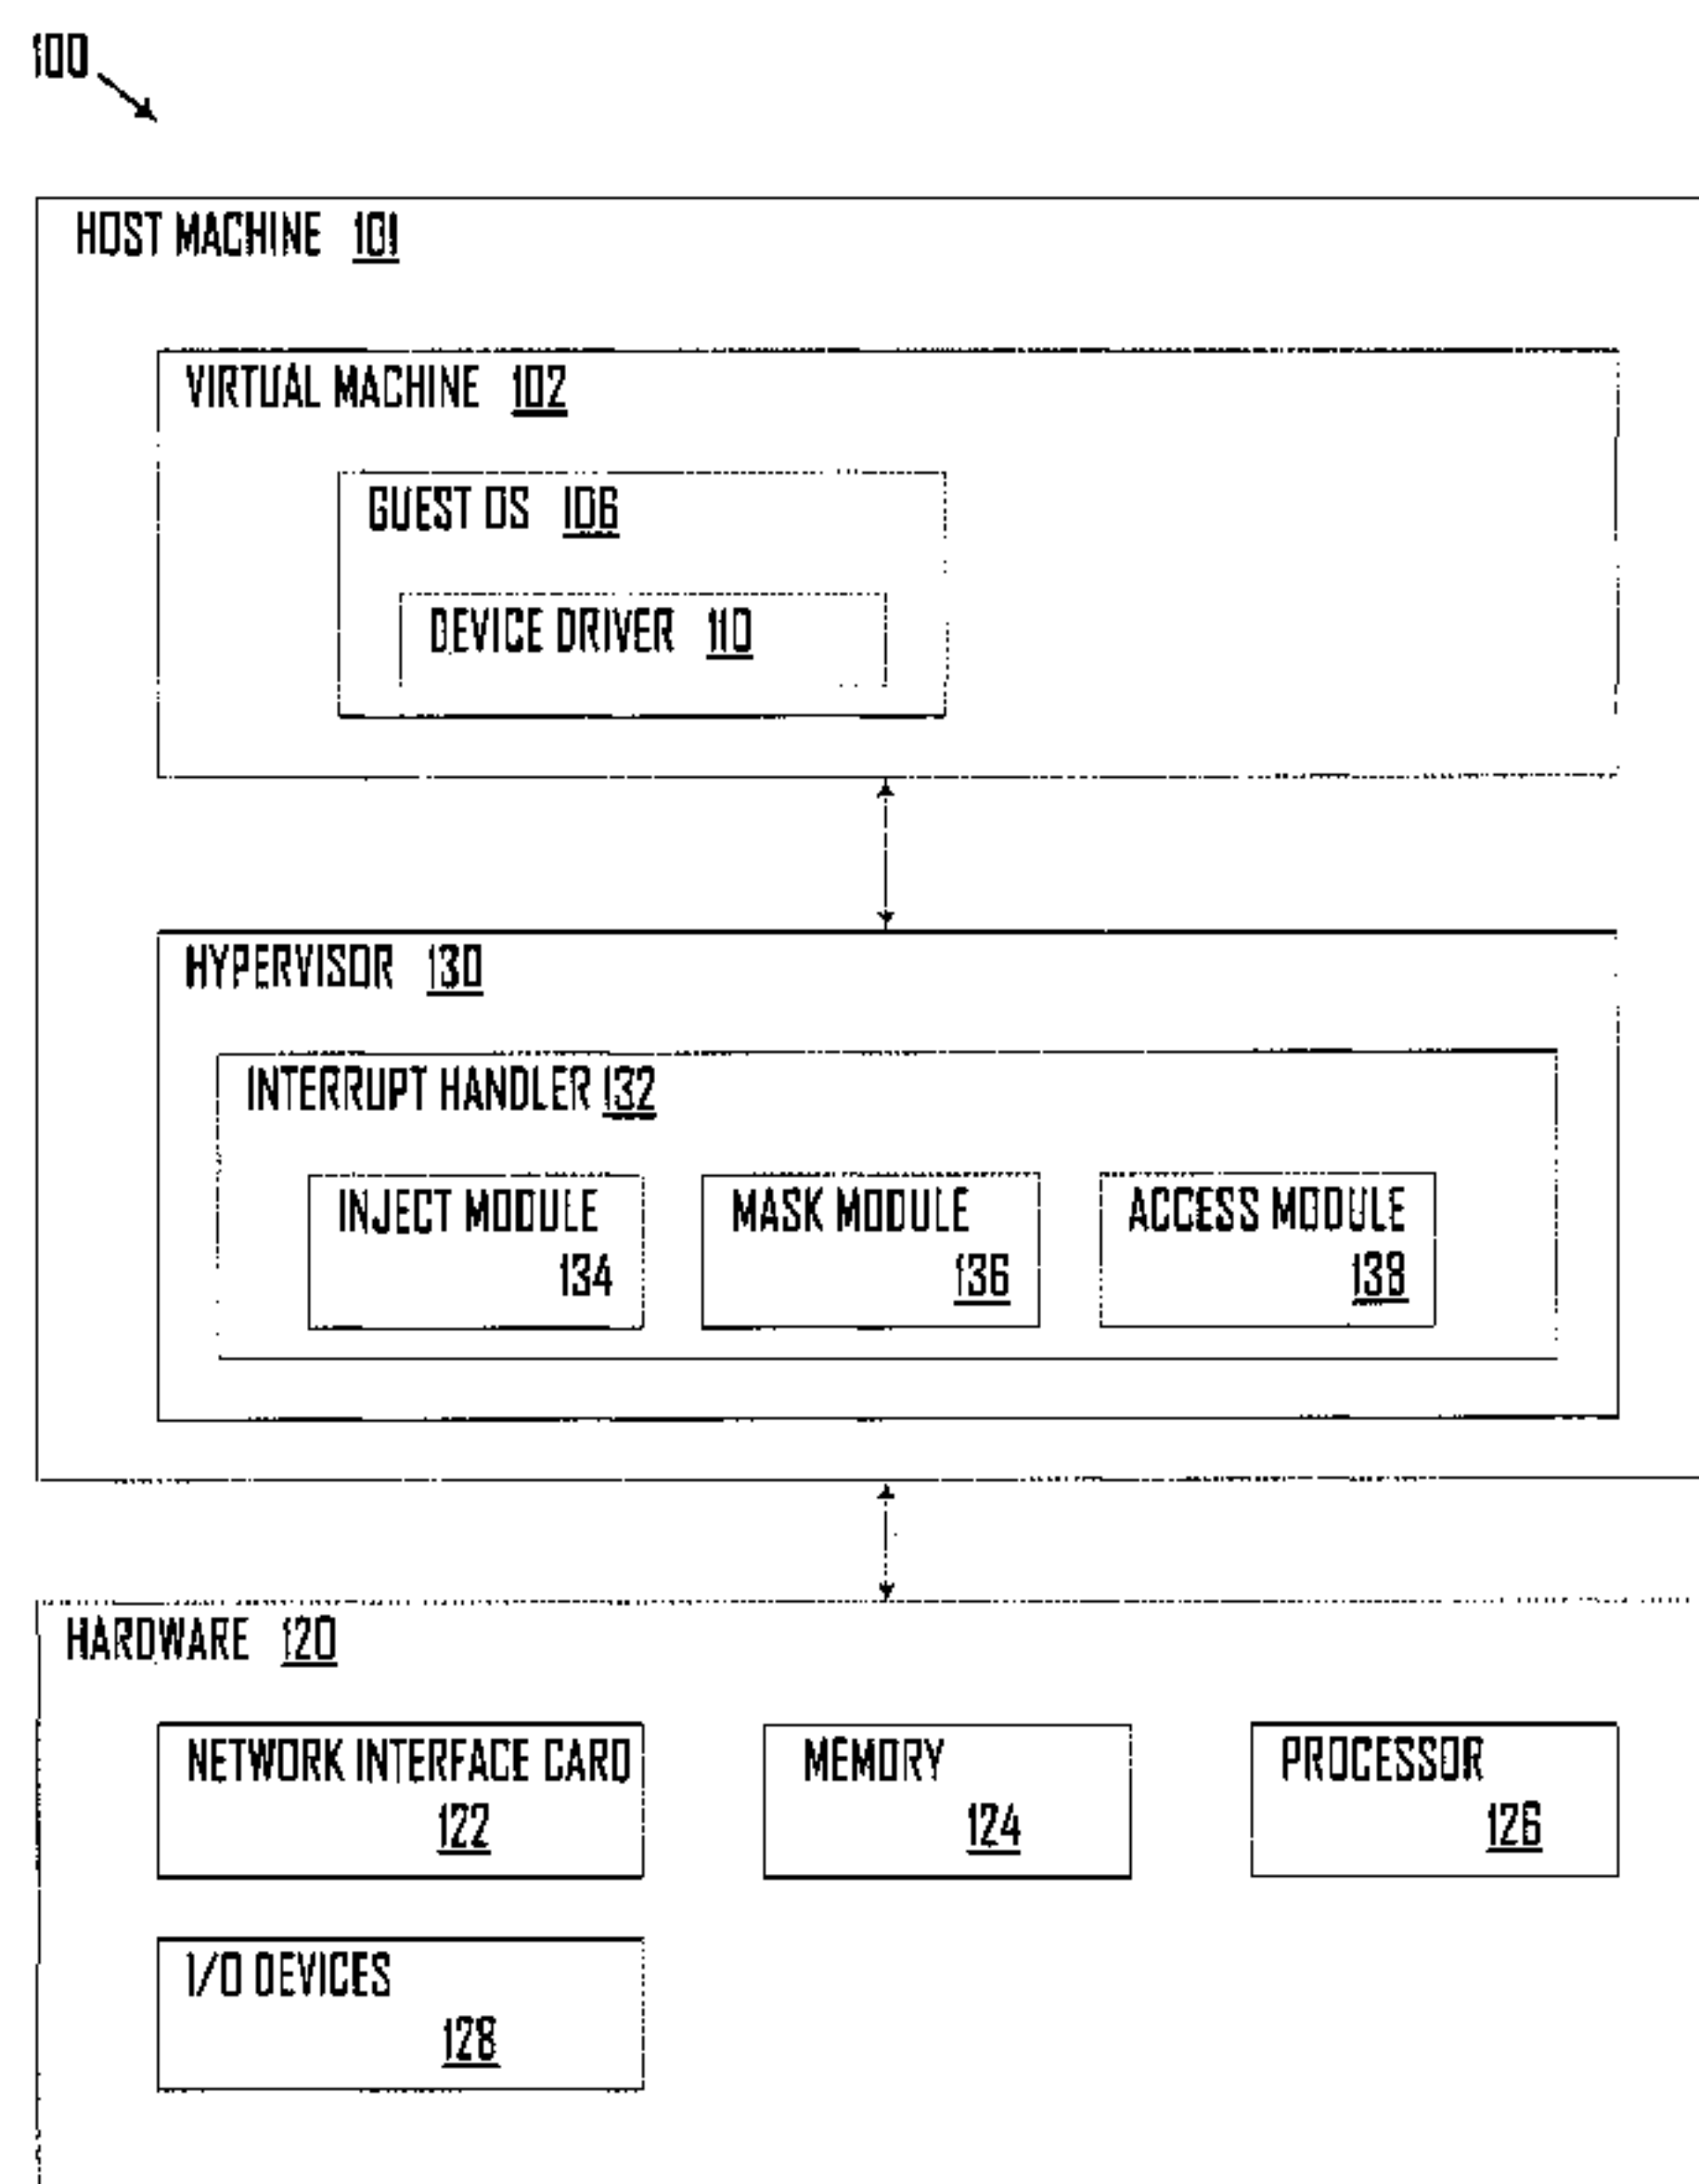 100
HOST MACHINE 101
VIRTUAL MACHINE 102
GUEST OS 106
DEVICE DRIVER 110
HYPERVISOR 130
INTERRUPT HANDLER 132
INJECT MODULE
134
MASK MODULE
136
ACCESS MODULE
138
HARDWARE 120
NETWORK INTERFACE CARD
122
MEMORY
124
PROCESSOR
126
I/O DEVICES
128